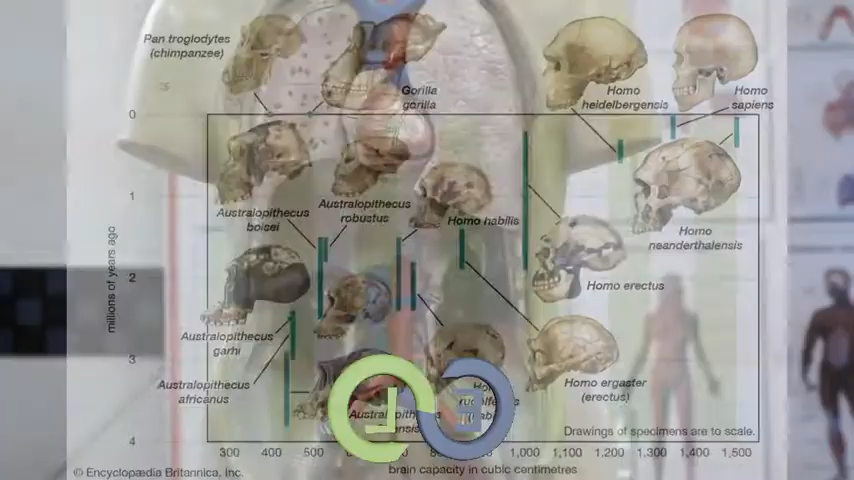 Pan troglodytes
(chimpanzee)
Gorilla
gorilla
Homo
heidelbergensis
Homo
sapiens
0
Australopithecus
boisei
Australopithecus
robustus
Homo habilis
Homo
neanderthalensis
1
millions of years ago
2
Homo erectus
Australopithecus
garhi
3
Australopithecus
africanus
Homo ergaster
(erectus)
Drawings of specimens are to scale.
4
300 400 500 1,000 1,100 1,200 1,300 1,400 1,500
brain capacity in cubic centimetres
© Encyclopædia Britannica, Inc.